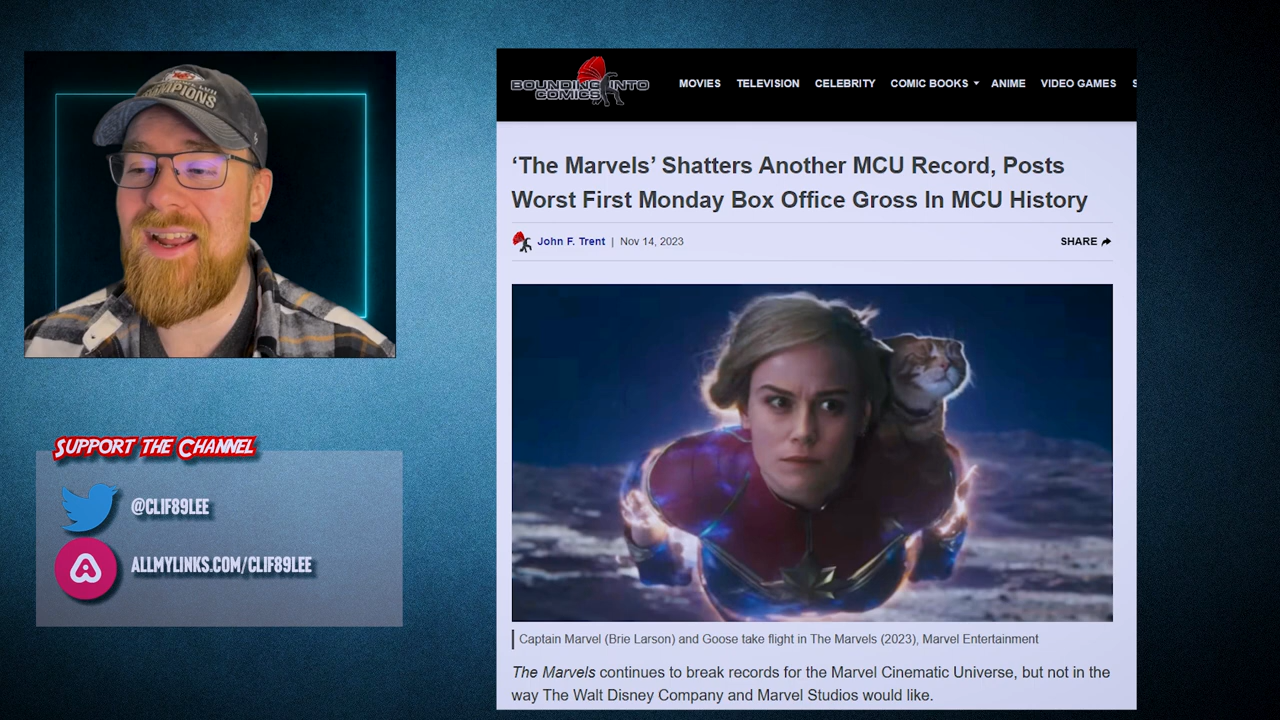 CHAMPIONS
SUPPORT THE CHANNEL
@CLIF89LEE
ALLMYLINKS.COM/CLIF89LEE
BOUNDING INTO
COMICS
MOVIES TELEVISION CELEBRITY COMIC BOOKS ANIME VIDEO GAMES S
‘The Marvels’ Shatters Another MCU Record, Posts
Worst First Monday Box Office Gross In MCU History
John F. Trent | Nov 14, 2023
SHARE
Captain Marvel (Brie Larson) and Goose take flight in The Marvels (2023), Marvel Entertainment
The Marvels continues to break records for the Marvel Cinematic Universe, but not in the
way The Walt Disney Company and Marvel Studios would like.